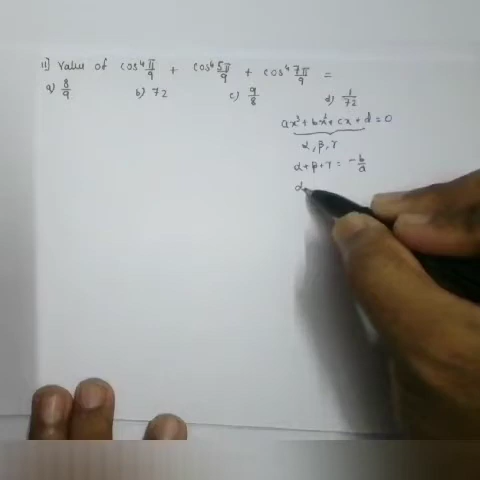 11] Value of cos⁴ π/9 + cos⁴ 5π/9 + cos⁴ 7π/9 =
a) 8/9 b) 72 c) 9/8 d) 1/72
ax³ + bx² + cx + d = 0
α, β, γ
α + β + γ = -b/a
α